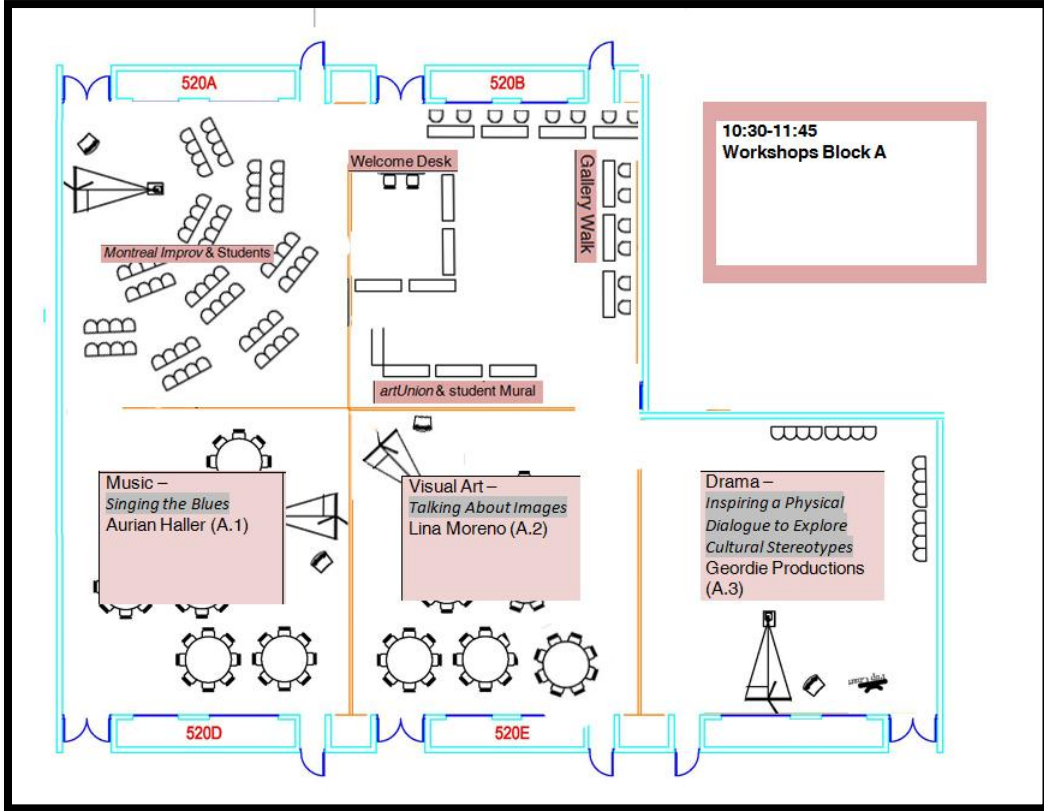 520A
520B
10:30-11:45
Workshops Block A
Welcome Desk
Gallery Walk
Montreal Improv & Students
artUnion & student Mural
Music –
Singing the Blues
Aurian Haller (A.1)
Visual Art –
Talking About Images
Lina Moreno (A.2)
Drama –
Inspiring a Physical
Dialogue to Explore
Cultural Stereotypes
Geordie Productions
(A.3)
Flip Chart
520D
520E